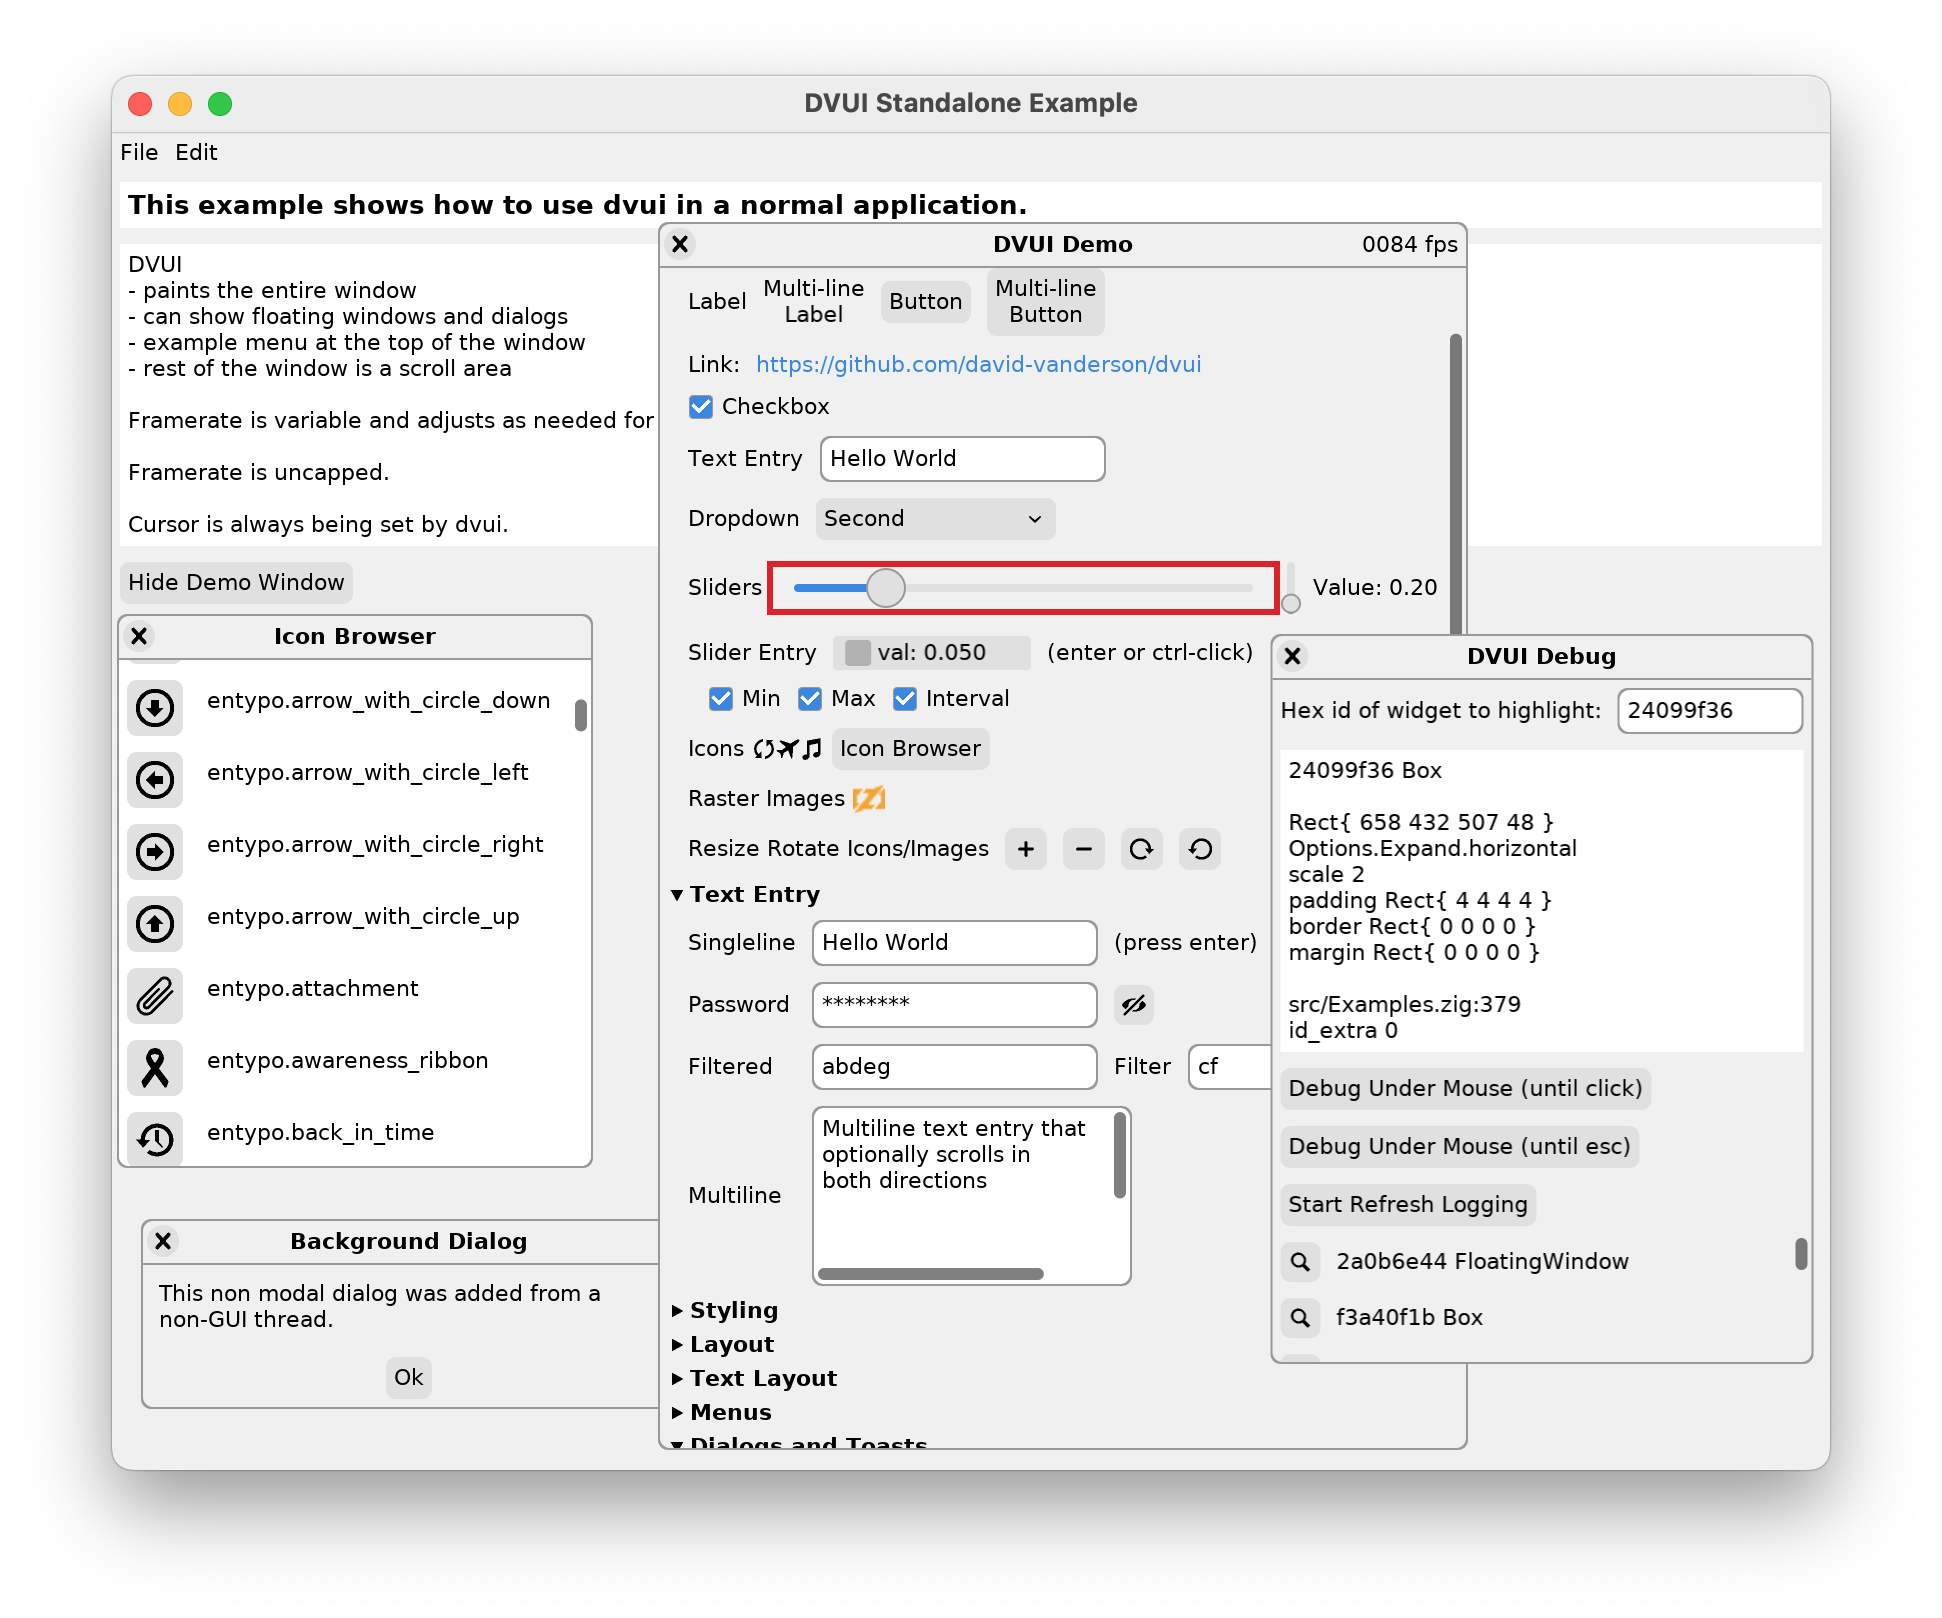 DVUI Standalone Example
File Edit
This example shows how to use dvui in a normal application.
DVUI
- paints the entire window
- can show floating windows and dialogs
- example menu at the top of the window
- rest of the window is a scroll area
Framerate is variable and adjusts as needed for
Framerate is uncapped.
Cursor is always being set by dvui.
Hide Demo Window
Icon Browser
entypo.arrow_with_circle_down
entypo.arrow_with_circle_left
entypo.arrow_with_circle_right
entypo.arrow_with_circle_up
entypo.attachment
entypo.awareness_ribbon
entypo.back_in_time
Background Dialog
This non modal dialog was added from a
non-GUI thread.
Ok
DVUI Demo 0084 fps
Label Multi-line Button Multi-line
Label Button
Link: https://github.com/david-vanderson/dvui
Checkbox
Text Entry Hello World
Dropdown Second
Sliders Value: 0.20
Slider Entry val: 0.050 (enter or ctrl-click)
Min Max Interval
Icons Icon Browser
Raster Images
Resize Rotate Icons/Images
Text Entry
Singleline Hello World (press enter)
Password ********
Filtered abdeg Filter cf
Multiline text entry that
optionally scrolls in
both directions
Multiline
Styling
Layout
Text Layout
Menus
Dialogs and Toasts
DVUI Debug
Hex id of widget to highlight: 24099f36
24099f36 Box
Rect{ 658 432 507 48 }
Options.Expand.horizontal
scale 2
padding Rect{ 4 4 4 4 }
border Rect{ 0 0 0 0 }
margin Rect{ 0 0 0 0 }
src/Examples.zig:379
id_extra 0
Debug Under Mouse (until click)
Debug Under Mouse (until esc)
Start Refresh Logging
2a0b6e44 FloatingWindow
f3a40f1b Box